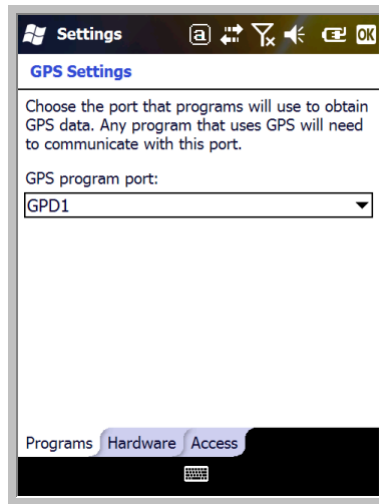 Settings a OK
GPS Settings
Choose the port that programs will use to obtain
GPS data. Any program that uses GPS will need
to communicate with this port.
GPS program port:
GPD1
Programs Hardware Access